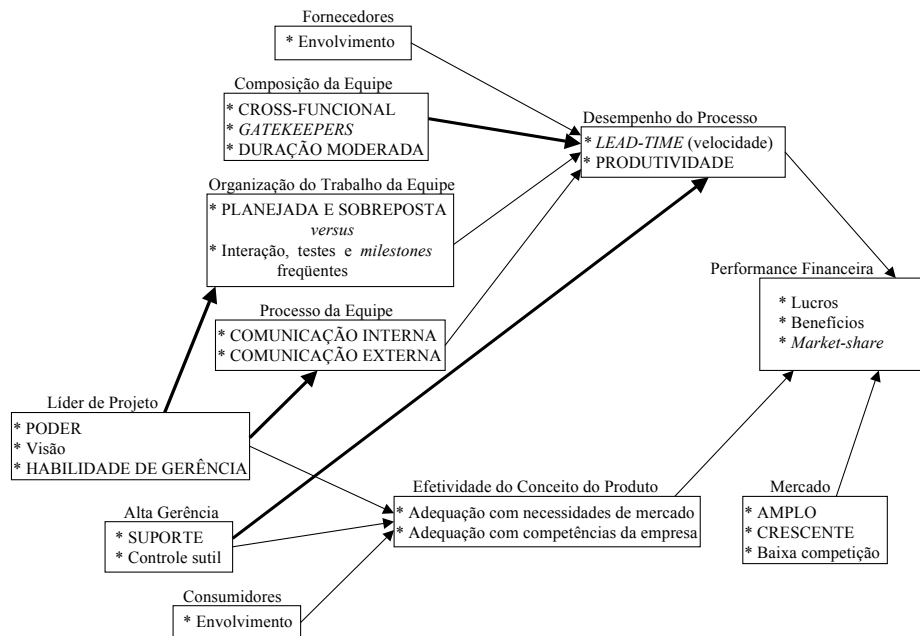 Fornecedores
* Envolvimento
Composição da Equipe
* CROSS-FUNCIONAL
* GATEKEEPERS
* DURAÇÃO MODERADA
Desempenho do Processo
* LEAD-TIME (velocidade)
* PRODUTIVIDADE
Organização do Trabalho da Equipe
* PLANEJADA E SOBREPOSTA
versus
* Interação, testes e milestones
freqüentes
Performance Financeira
* Lucros
* Benefícios
* Market-share
Processo da Equipe
* COMUNICAÇÃO INTERNA
* COMUNICAÇÃO EXTERNA
Líder de Projeto
* PODER
* Visão
* HABILIDADE DE GERÊNCIA
Efetividade do Conceito do Produto
* Adequação com necessidades de mercado
* Adequação com competências da empresa
Mercado
* AMPLO
* CRESCENTE
* Baixa competição
Alta Gerência
* SUPORTE
* Controle sutil
Consumidores
* Envolvimento